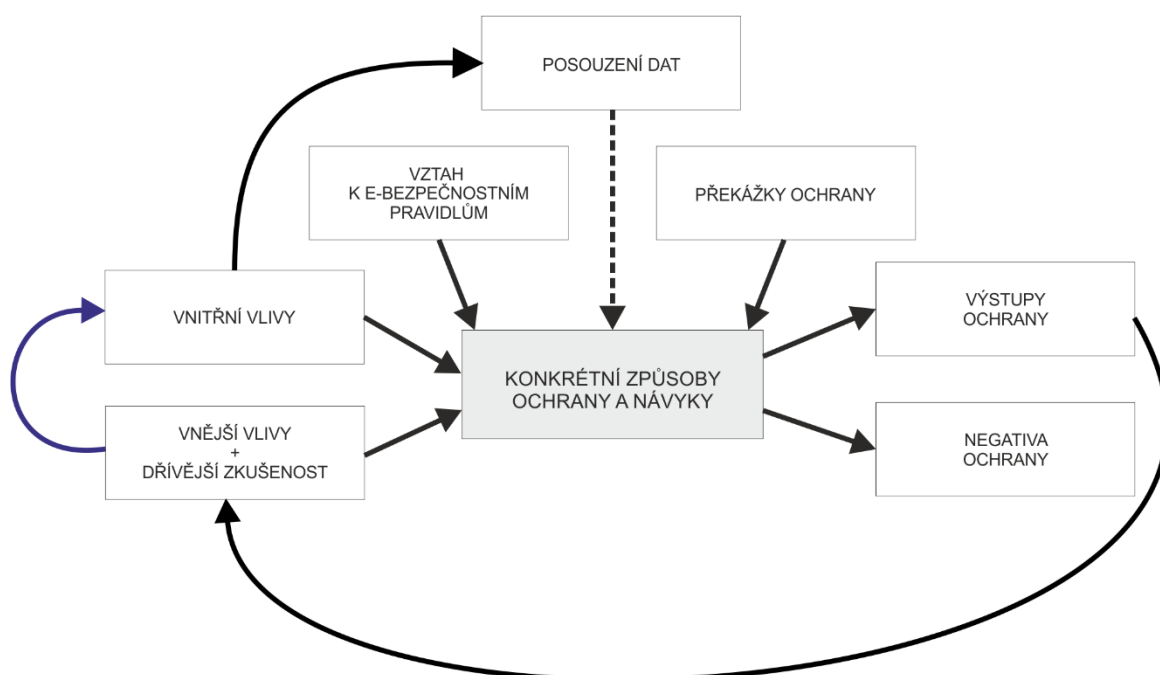 POSOUZENÍ DAT
VZTAH
K E-BEZPEČNOSTNÍM
PRAVIDLŮM
PŘEKÁŽKY OCHRANY
VNITŘNÍ VLIVY
VÝSTUPY
OCHRANY
KONKRÉTNÍ ZPŮSOBY
OCHRANY A NÁVYKY
VNĚJŠÍ VLIVY
+
DŘÍVĚJŠÍ ZKUŠENOST
NEGATIVA
OCHRANY